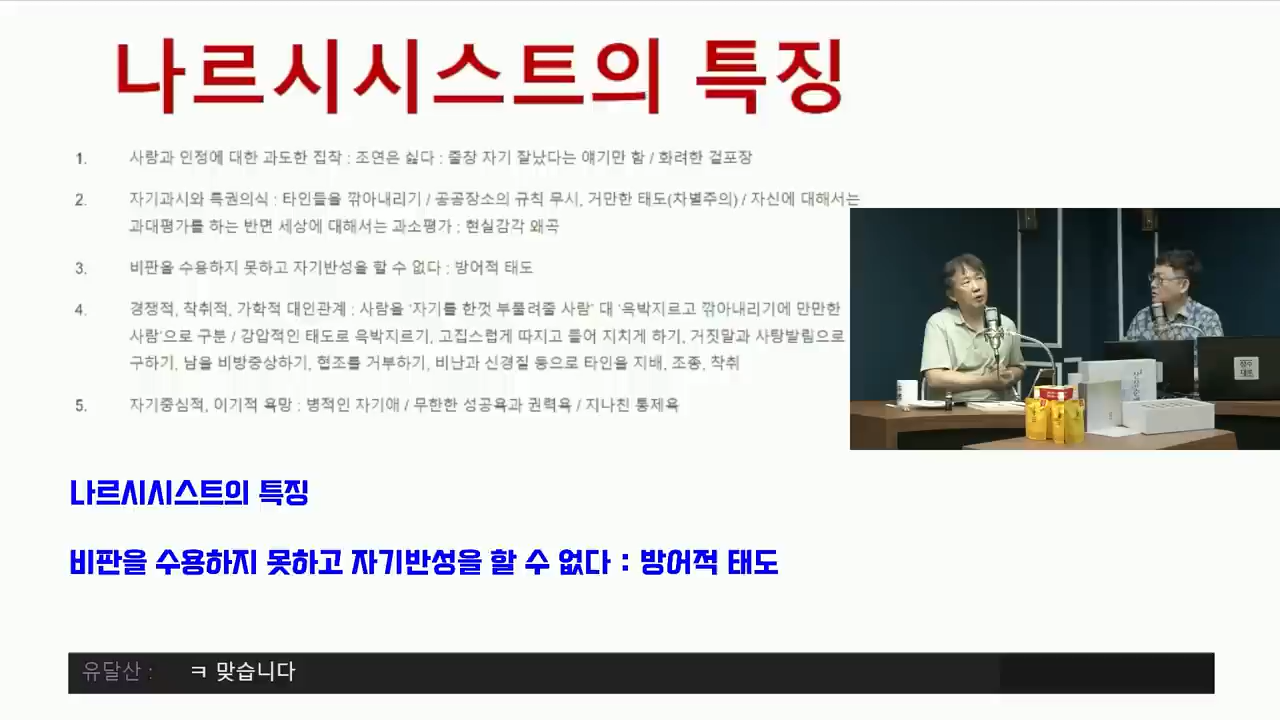 나르시시스트의 특징
1. 사람과 인정에 대한 과도한 집착 : 조연은 싫다 : 줄창 자기 잘났다는 얘기만 함 / 화려한 겉포장
2. 자기과시와 특권의식 : 타인들을 깎아내리기 / 공공장소의 규칙 무시, 거만한 태도(차별주의) / 자신에 대해서는
과대평가를 하는 반면 세상에 대해서는 과소평가 : 현실감각 왜곡
3. 비판을 수용하지 못하고 자기반성을 할 수 없다 : 방어적 태도
4. 경쟁적, 착취적, 가학적 대인관계 : 사람을 '자기를 한껏 부풀려줄 사람' 대 '윽박지르고 깎아내리기에 만만한
사람'으로 구분 / 강압적인 태도로 윽박지르기, 고집스럽게 따지고 들어 지치게 하기, 거짓말과 사탕발림으로
구하기, 남을 비방중상하기, 협조를 거부하기, 비난과 신경질 등으로 타인을 지배, 조종, 착취
5. 자기중심적, 이기적 욕망 : 병적인 자기애 / 무한한 성공욕과 권력욕 / 지나친 통제욕
나르시시스트의 특징
비판을 수용하지 못하고 자기반성을 할 수 없다 : 방어적 태도
유달산 : ㅋ 맞습니다